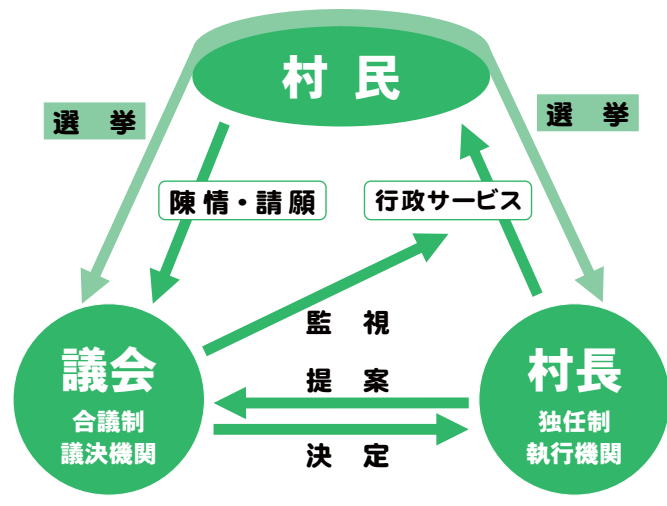 村 民
選 挙
選 挙
陳情・請願
行政サービス
監 視
提 案
決 定
議会
合議制
議決機関
村長
独任制
執行機関